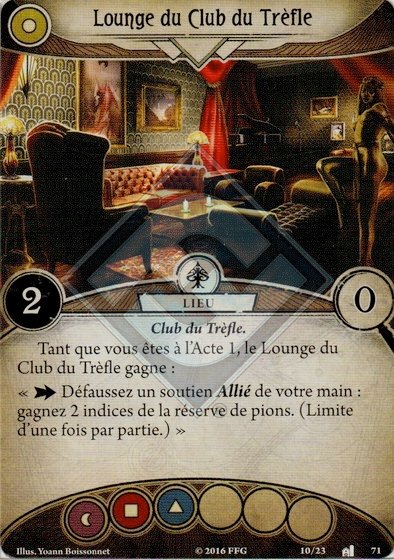 Lounge du Club du Trèfle
2
LIEU
0
Club du Trèfle.
Tant que vous êtes à l'Acte 1, le Lounge du
Club du Trèfle gagne :
« Défaussez un soutien Allié de votre main :
gagnez 2 indices de la réserve de pions. (Limite
d'une fois par partie.) »
Illus. Yoann Boissonnet
© 2016 FFG
10/23
71